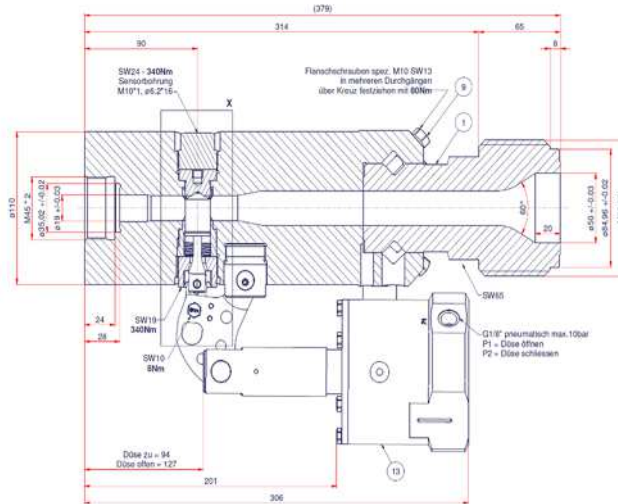 (379)
314
65
90
8
SW24 - 340Nm
Sensorbohrung
M10*1, ø6.2*16
X
Flanschschrauben spez. M10 SW13
in mehreren Durchgängen
über Kreuz festziehen mit 60Nm
9
1
ø110
M45 * 2
ø35,02 +/-0.02
ø19 +/-0.03
60°
20
ø50 +/-0.03
ø84,96 +/-0.02
24
28
SW19
340Nm
SW10
8Nm
SW65
G1/8" pneumatisch max.10bar
P1 = Düse öffnen
P2 = Düse schliessen
Düse zu = 94
Düse offen = 127
201
13
306